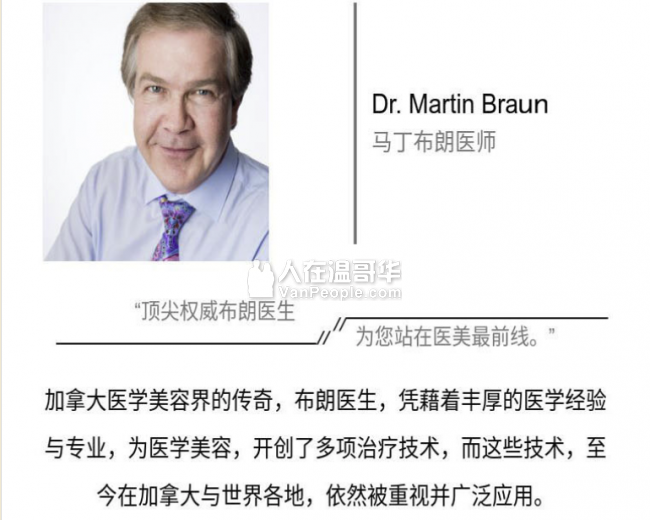 Dr. Martin Braun
马丁布朗医师
人在温哥华
VanPeople.com
“顶尖权威布朗医生
为您站在医美最前线。”
加拿大医学美容界的传奇，布朗医生，凭藉着丰厚的医学经验
与专业，为医学美容，开创了多项治疗技术，而这些技术，至
今在加拿大与世界各地，依然被重视并广泛应用。